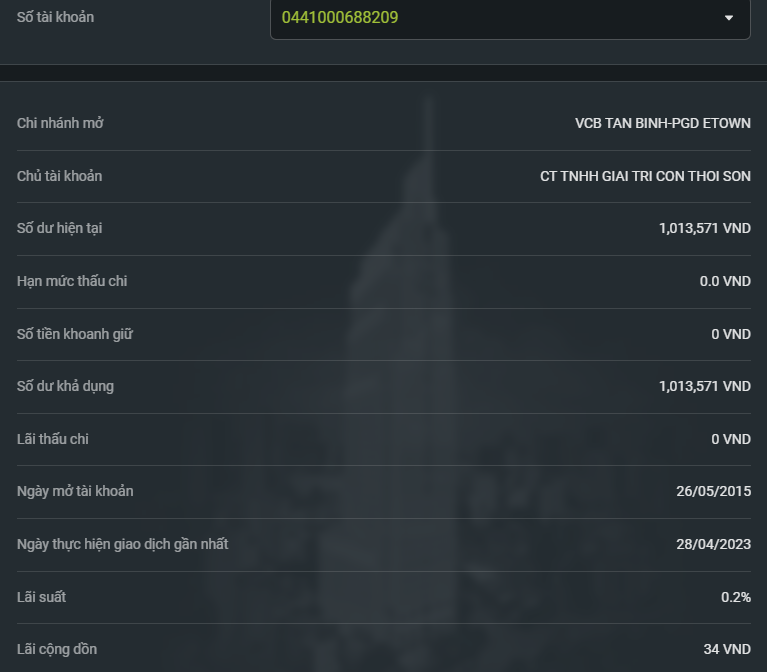 Số tài khoản 0441000688209
Chi nhánh mở VCB TAN BINH-PGD ETOWN
Chủ tài khoản CT TNHH GIAI TRI CON THOI SON
Số dư hiện tại 1,013,571 VND
Hạn mức thấu chi 0.0 VND
Số tiền khoanh giữ 0 VND
Số dư khả dụng 1,013,571 VND
Lãi thấu chi 0 VND
Ngày mở tài khoản 26/05/2015
Ngày thực hiện giao dịch gần nhất 28/04/2023
Lãi suất 0.2%
Lãi cộng dồn 34 VND